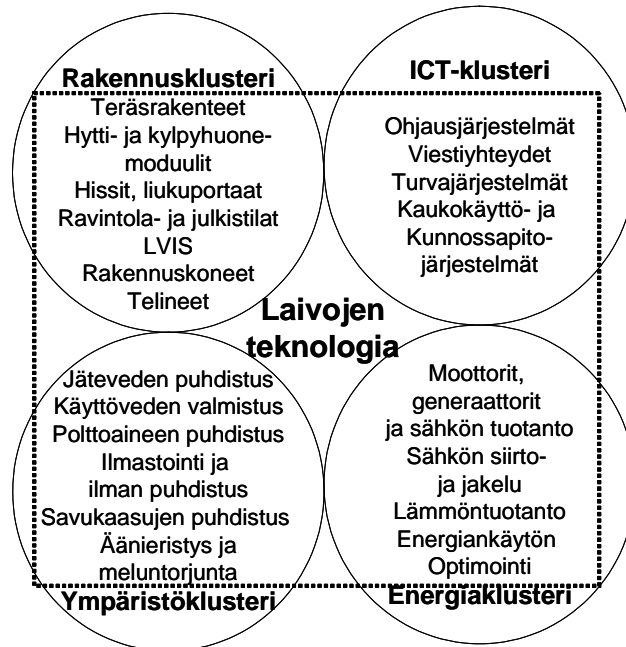 Rakennusklusteri
Teräsrakenteet
Hytti- ja kylpyhuone-
moduulit
Hissit, liukuportaat
Ravintola- ja julkistilat
LVIS
Rakennuskoneet
Telineet
ICT-klusteri
Ohjausjärjestelmät
Viestiyhteydet
Turvajärjestelmät
Kaukokäyttö- ja
Kunnossapito-
järjestelmät
Laivojen
teknologia
Jäteveden puhdistus
Käyttöveden valmistus
Polttoaineen puhdistus
Ilmastointi ja
ilman puhdistus
Savukaasujen puhdistus
Äänieristys ja
meluntorjunta
Ympäristöklusteri
Moottorit,
generaattorit
ja sähkön tuotanto
Sähkön siirto-
ja jakelu
Lämmöntuotanto
Energiankäytön
Optimointi
Energiaklusteri